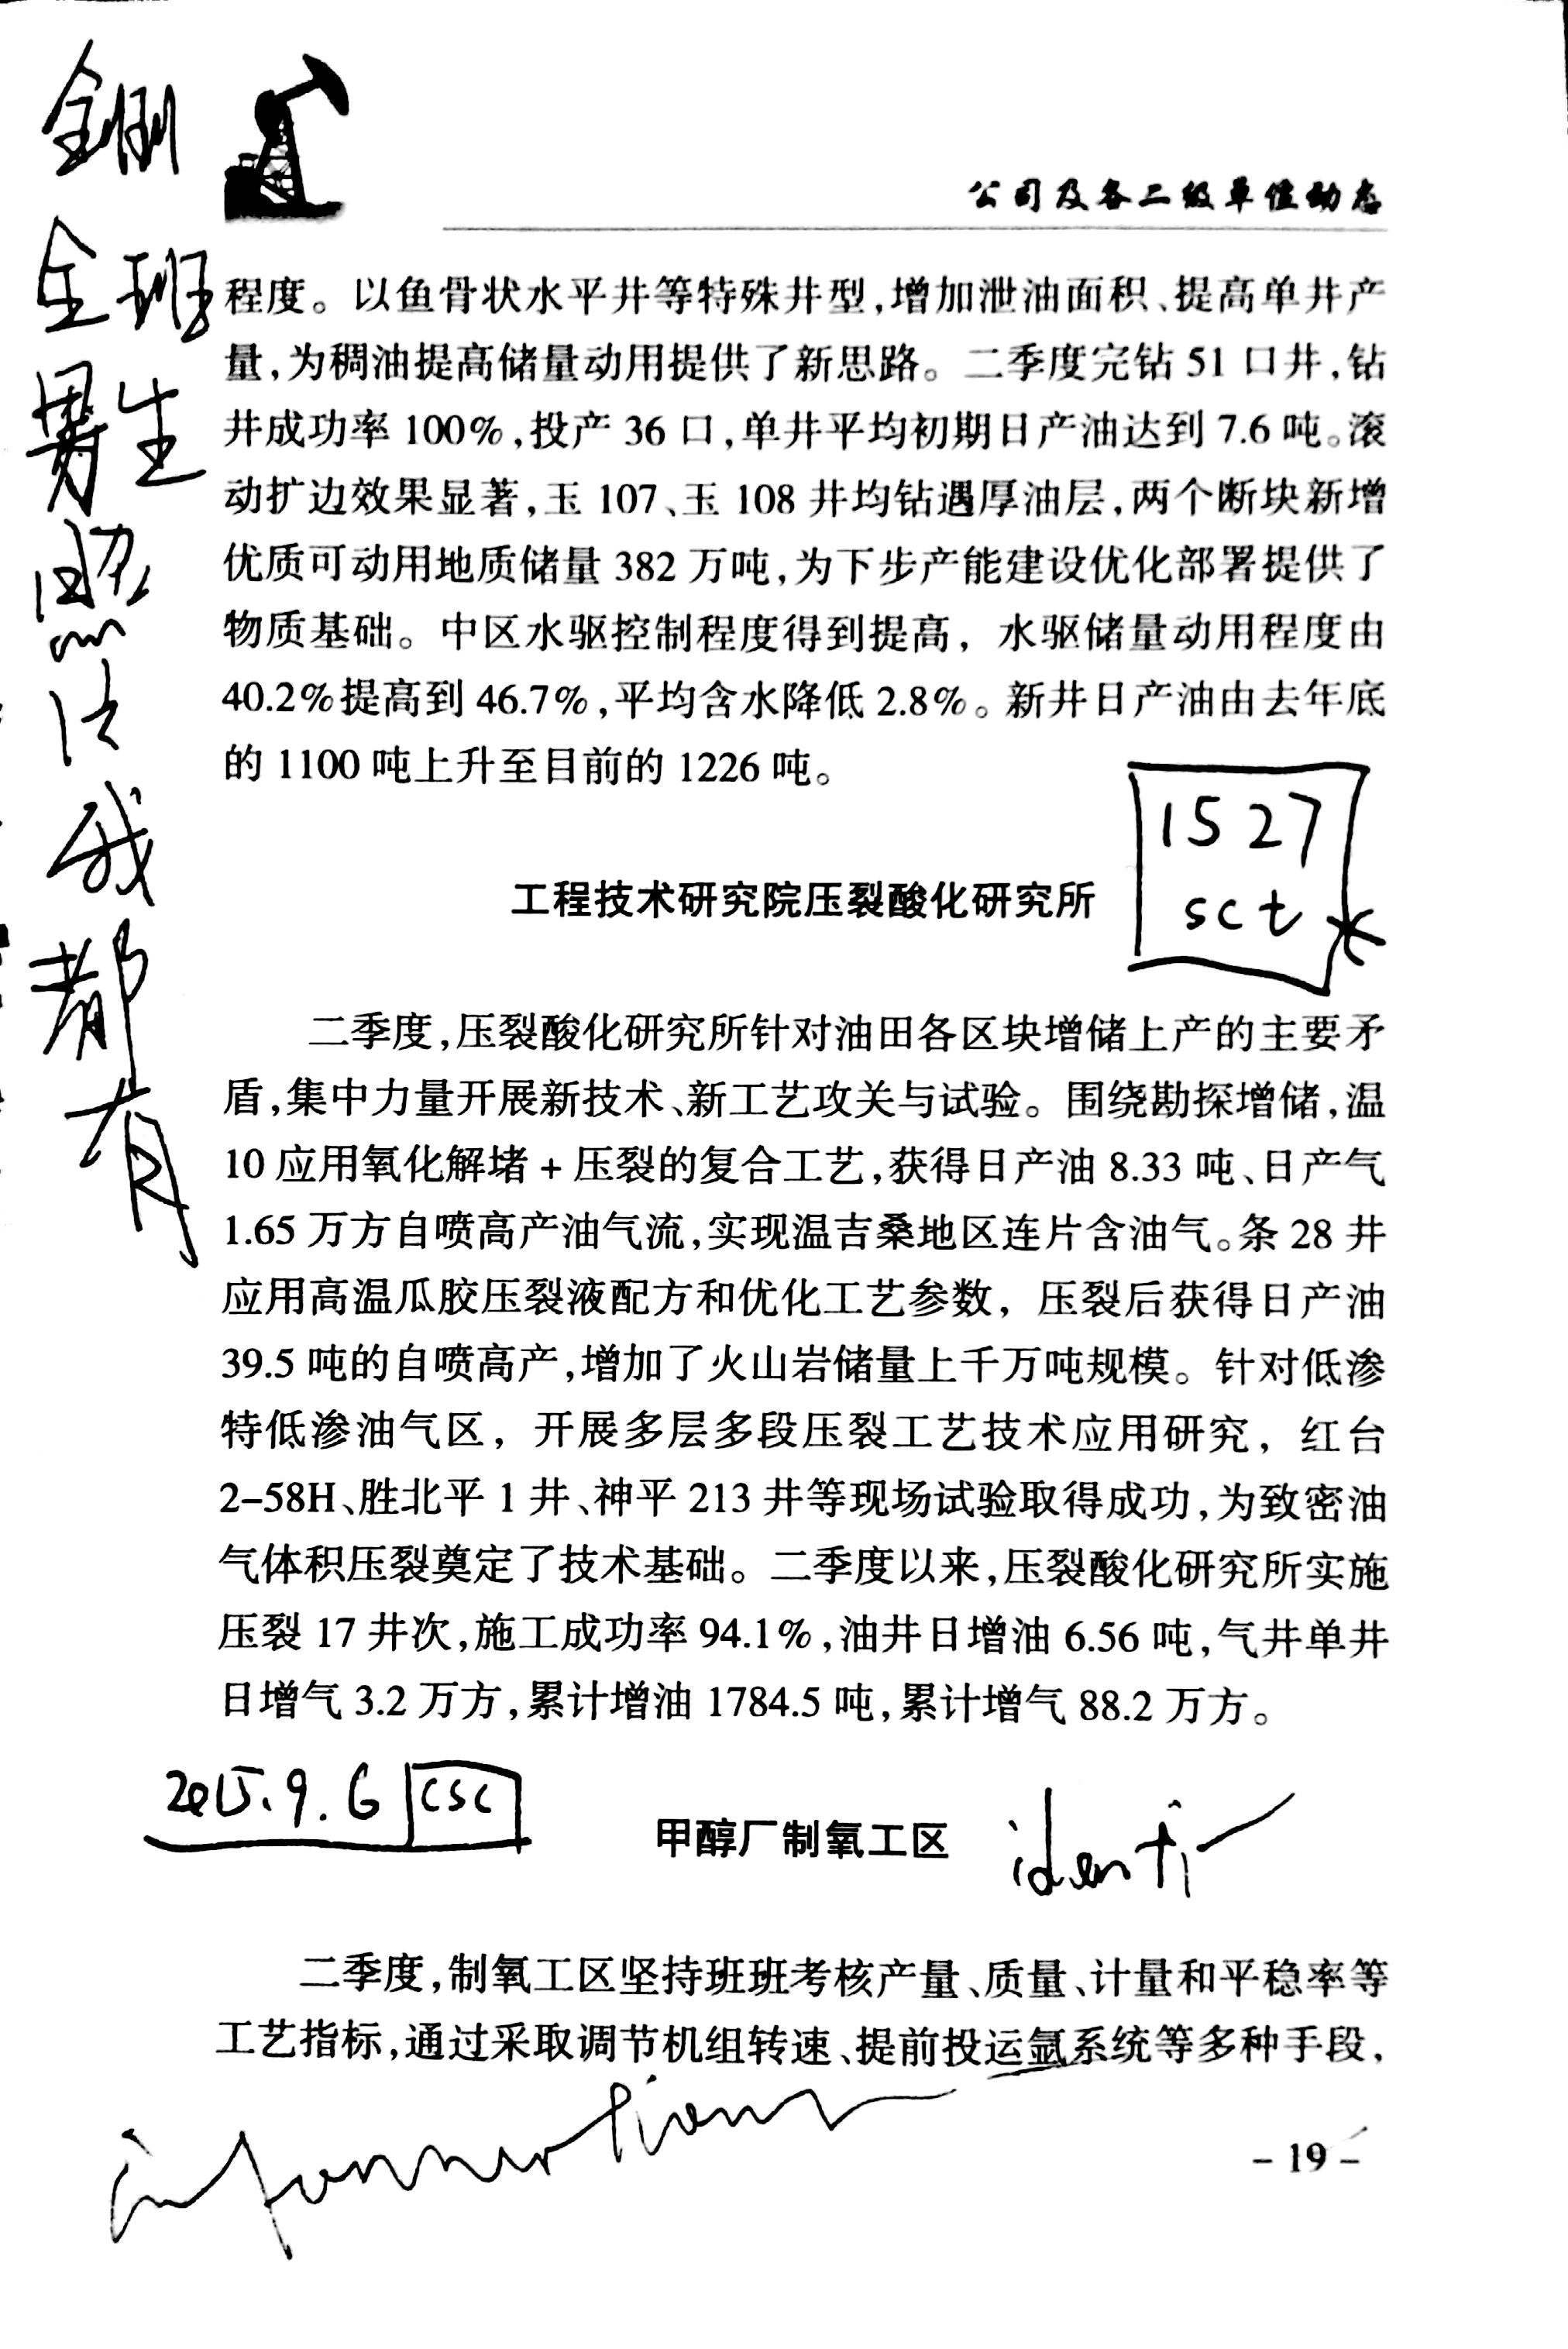 公司及各二级单位动态
程度。以鱼骨状水平井等特殊井型,增加泄油面积、提高单井产
量,为稠油提高储量动用提供了新思路。二季度完钻 51 口井,钻
井成功率 100%,投产 36 口,单井平均初期日产油达到 7.6 吨。滚
动扩边效果显著,玉 107、玉 108 井均钻遇厚油层,两个断块新增
优质可动用地质储量 382 万吨,为下步产能建设优化部署提供了
物质基础。中区水驱控制程度得到提高,水驱储量动用程度由
40.2%提高到 46.7%,平均含水降低 2.8%。新井日产油由去年底
的 1100 吨上升至目前的 1226 吨。
1527
sct
工程技术研究院压裂酸化研究所
二季度,压裂酸化研究所针对油田各区块增储上产的主要矛
盾,集中力量开展新技术、新工艺攻关与试验。围绕勘探增储,温
10 应用氧化解堵 + 压裂的复合工艺,获得日产油 8.33 吨、日产气
1.65 万方自喷高产油气流,实现温吉桑地区连片含油气。条 28 井
应用高温瓜胶压裂液配方和优化工艺参数,压裂后获得日产油
39.5 吨的自喷高产,增加了火山岩储量上千万吨规模。针对低渗
特低渗油气区,开展多层多段压裂工艺技术应用研究,红台
2-58H、胜北平 1 井、神平 213 井等现场试验取得成功,为致密油
气体积压裂奠定了技术基础。二季度以来,压裂酸化研究所实施
压裂 17 井次,施工成功率 94.1%,油井日增油 6.56 吨,气井单井
日增气 3.2 万方,累计增油 1784.5 吨,累计增气 88.2 万方。
2015.9.6 csc
甲醇厂制氧工区
identi
二季度,制氧工区坚持班班考核产量、质量、计量和平稳率等
工艺指标,通过采取调节机组转速、提前投运氩系统等多种手段,
- 19 -
全班
男生
照
片
我
都
有